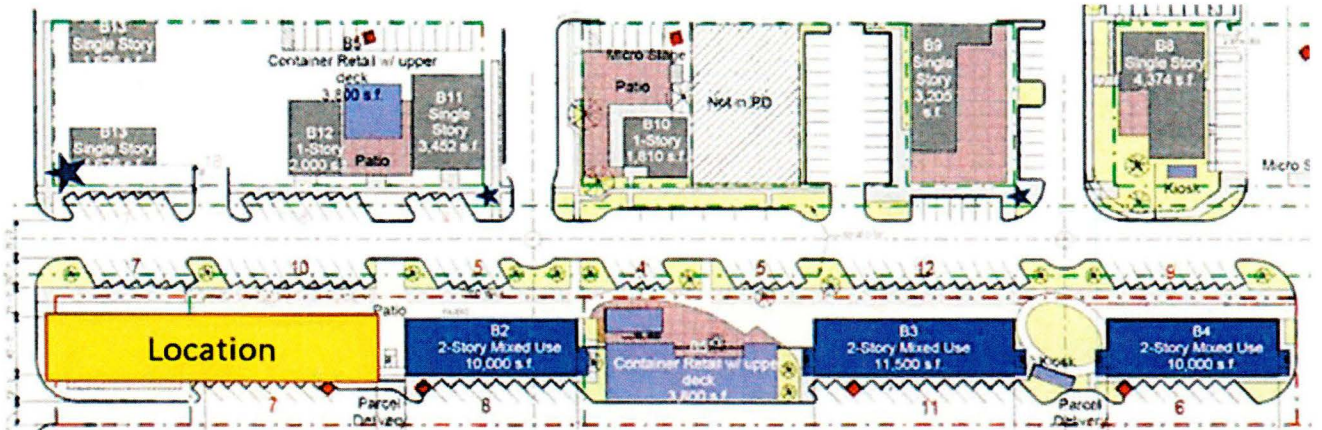 B13
Single Story
B5
Container Retail w/ upper
deck
3,800 s.f.
B11
Single
Story
3,452 s.f.
B12
1-Story
2,000 s.f.
Patio
B13
Single Story
Micro Stage
Patio
B10
1-Story
1,810 s.f.
Not in PD
B9
Single
Story
3,205
s.f.
B8
Single Story
4,374 s.f.
Kiosk
Micro S
7
10
5
4
5
12
9
Patio
Location
B2
2-Story Mixed Use
10,000 s.f.
B5
Container Retail w/ upper
deck
3,800 s.f.
B3
2-Story Mixed Use
11,500 s.f.
Kiosk
B4
2-Story Mixed Use
10,000 s.f.
7
Parcel
Delivery
8
11
Parcel
Delivery
6